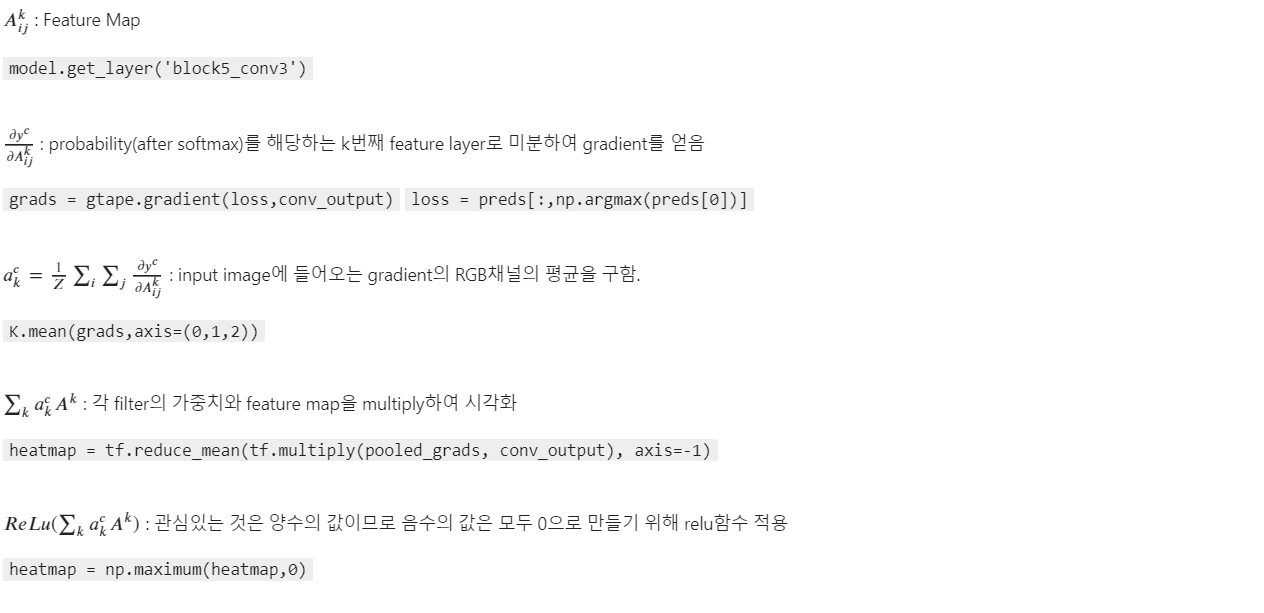 $A_{ij}^k$ : Feature Map
model.get_layer('block5_conv3')
$\frac{\partial y^c}{\partial A_{ij}^k}$ : probability(after softmax)를 해당하는 k번째 feature layer로 미분하여 gradient를 얻음
grads = gtape.gradient(loss,conv_output) loss = preds[:,np.argmax(preds[0])]
$a_k^c = \frac{1}{Z} \sum_i \sum_j \frac{\partial y^c}{\partial A_{ij}^k}$ : input image에 들어오는 gradient의 RGB채널의 평균을 구함.
K.mean(grads,axis=(0,1,2))
$\sum_k a_k^c A^k$ : 각 filter의 가중치와 feature map을 multiply하여 시각화
heatmap = tf.reduce_mean(tf.multiply(pooled_grads, conv_output), axis=-1)
$ReLu(\sum_k a_k^c A^k)$ : 관심있는 것은 양수의 값이므로 음수의 값은 모두 0으로 만들기 위해 relu함수 적용
heatmap = np.maximum(heatmap,0)